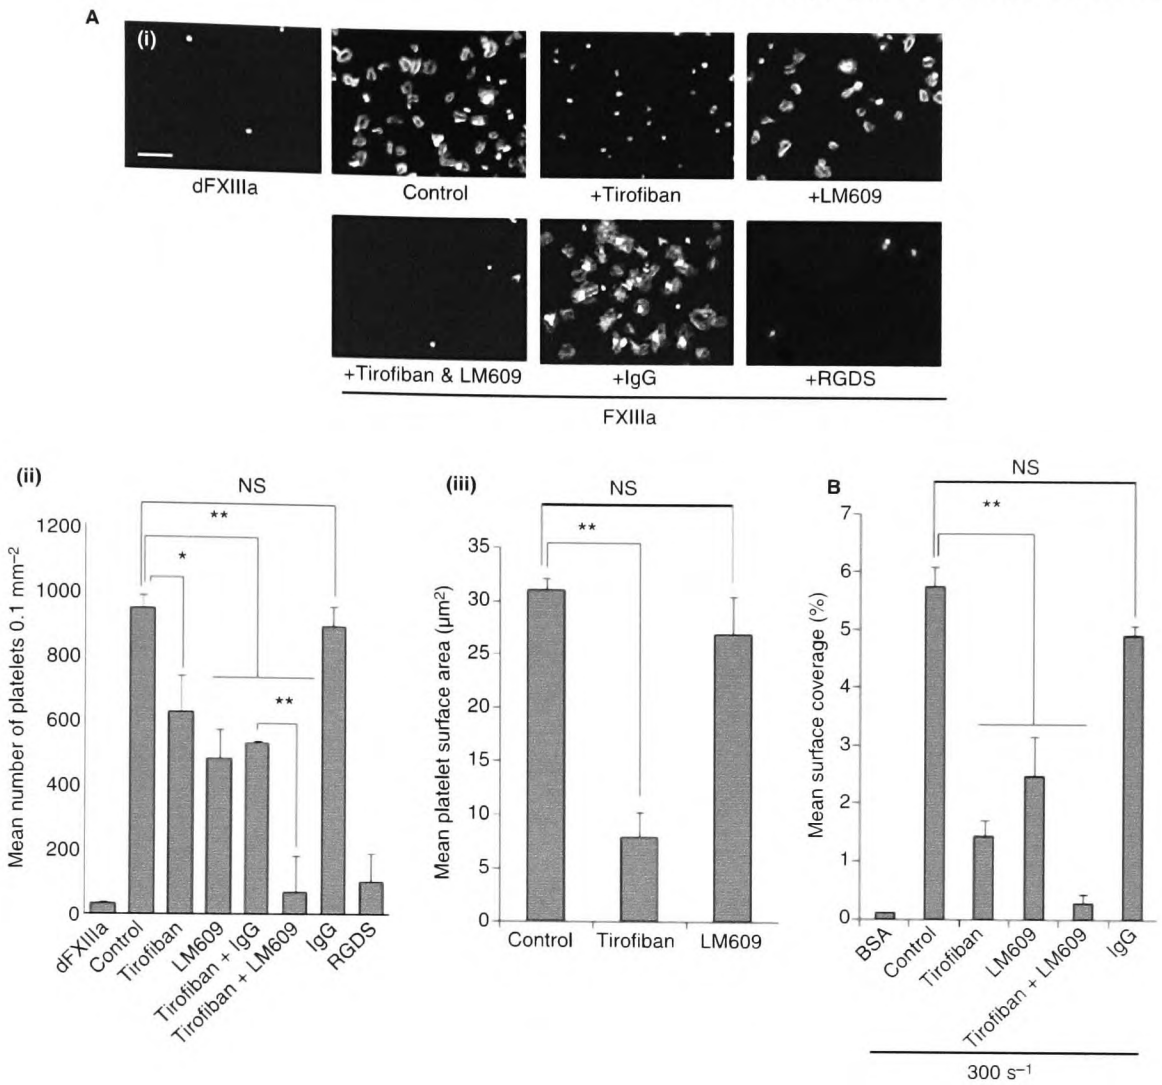 A
(i)
dFXIIIa
Control
+Tirofiban
+LM609
+Tirofiban & LM609
+IgG
+RGDS
FXIIIa
(ii)
Mean number of platelets 0.1 mm−2
1200
1000
800
600
400
200
0
NS
**
*
**
dFXIIIa
Control
Tirofiban
LM609
Tirofiban + IgG
Tirofiban + LM609
IgG
RGDS
(iii)
Mean platelet surface area (µm2)
35
30
25
20
15
10
5
0
NS
**
Control
Tirofiban
LM609
B
Mean surface coverage (%)
7
6
5
4
3
2
1
0
NS
**
BSA
Control
Tirofiban
LM609
Tirofiban + LM609
IgG
300 s−1